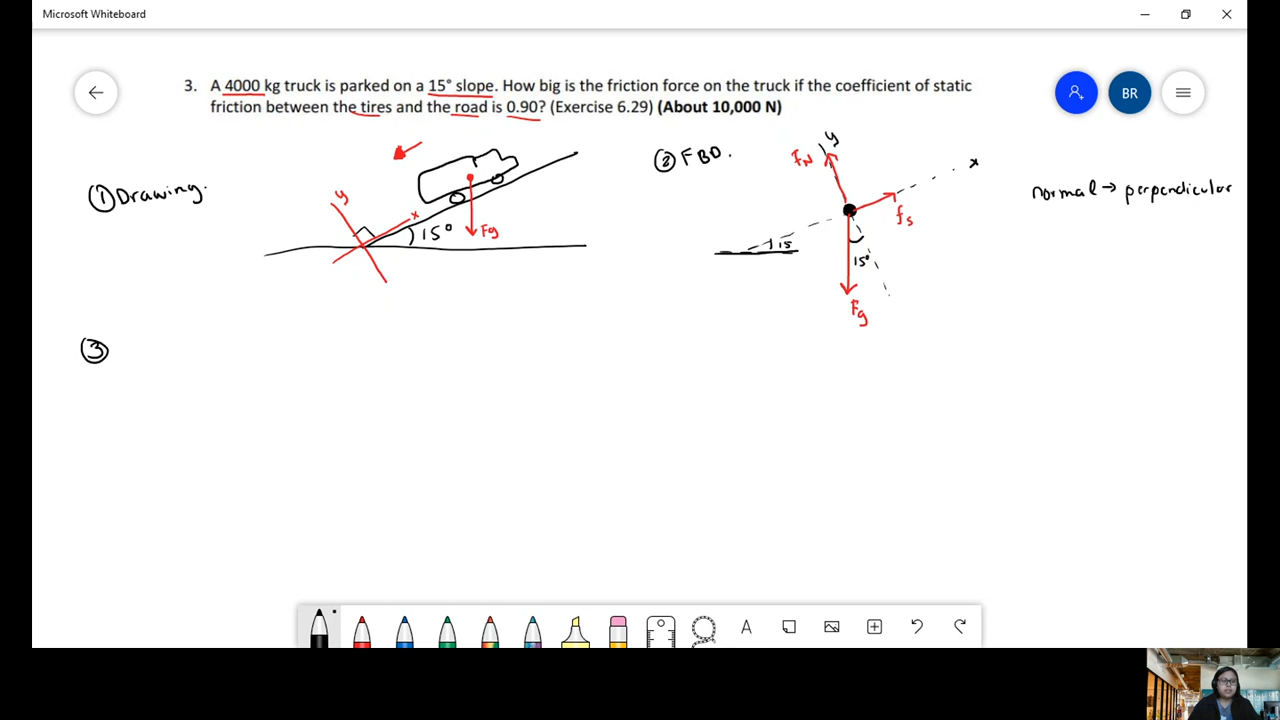 Microsoft Whiteboard
3. A 4000 kg truck is parked on a 15° slope. How big is the friction force on the truck if the coefficient of static
friction between the tires and the road is 0.90? (Exercise 6.29) (About 10,000 N)
BR
① Drawing.
y
x
15°
Fg
② FBD.
y
x
fN
fs
15
15°
Fg
normal → perpendicular
③
A